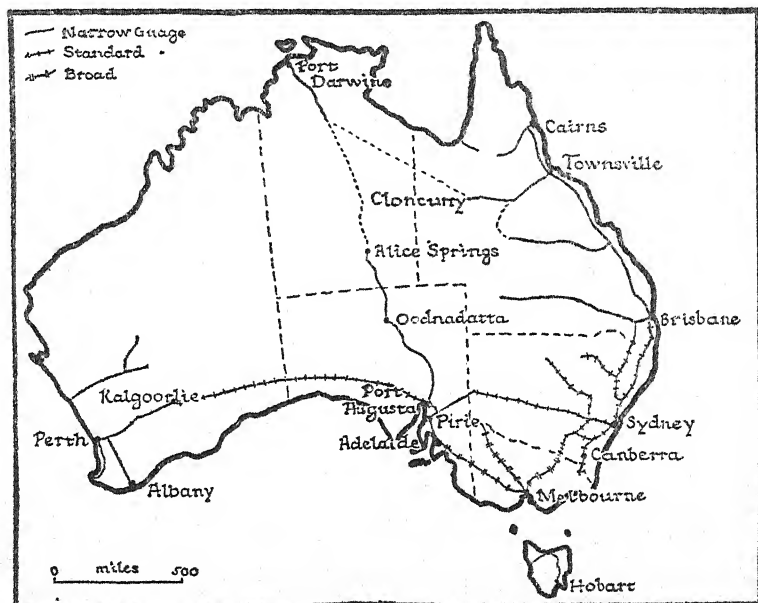 Narrow Guage
Standard "
Broad
Port
Darwin
Cairns
Townsville
Cloncurry
Alice Springs
Oodnadatta
Brisbane
Kalgoorlie
Port
Augusta
Pirie
Perth
Adelaide
Sydney
Canberra
Albany
Melbourne
0 miles 500
Hobart